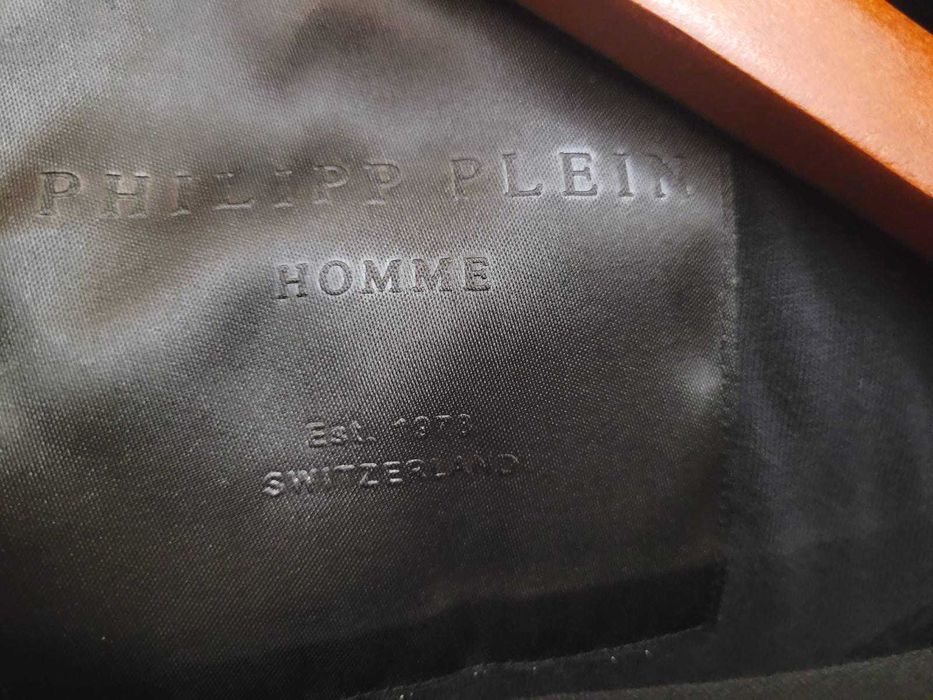 PHILIPP PLEIN
HOMME
Est. 1978
SWITZERLAND